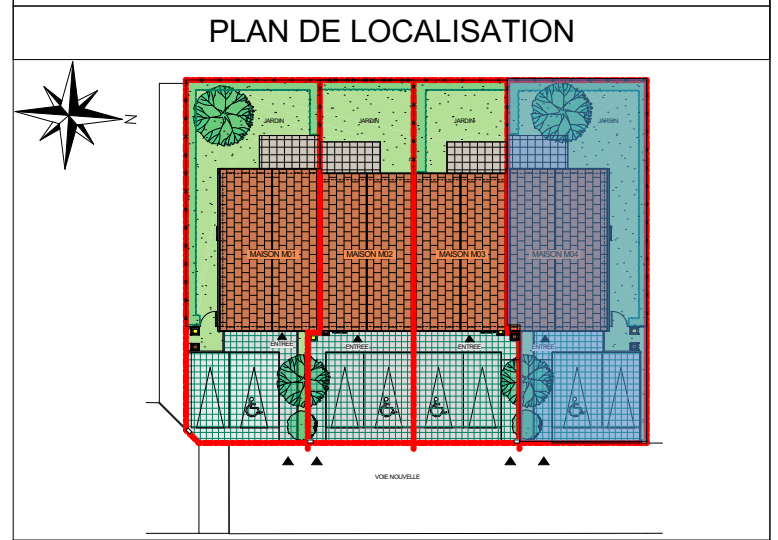 PLAN DE LOCALISATION
N
JARDIN
JARDIN
JARDIN
JARDIN
MAISON M01
MAISON M02
MAISON M03
MAISON M04
ENTREE
ENTREE
ENTREE
ENTREE
VOIE NOUVELLE